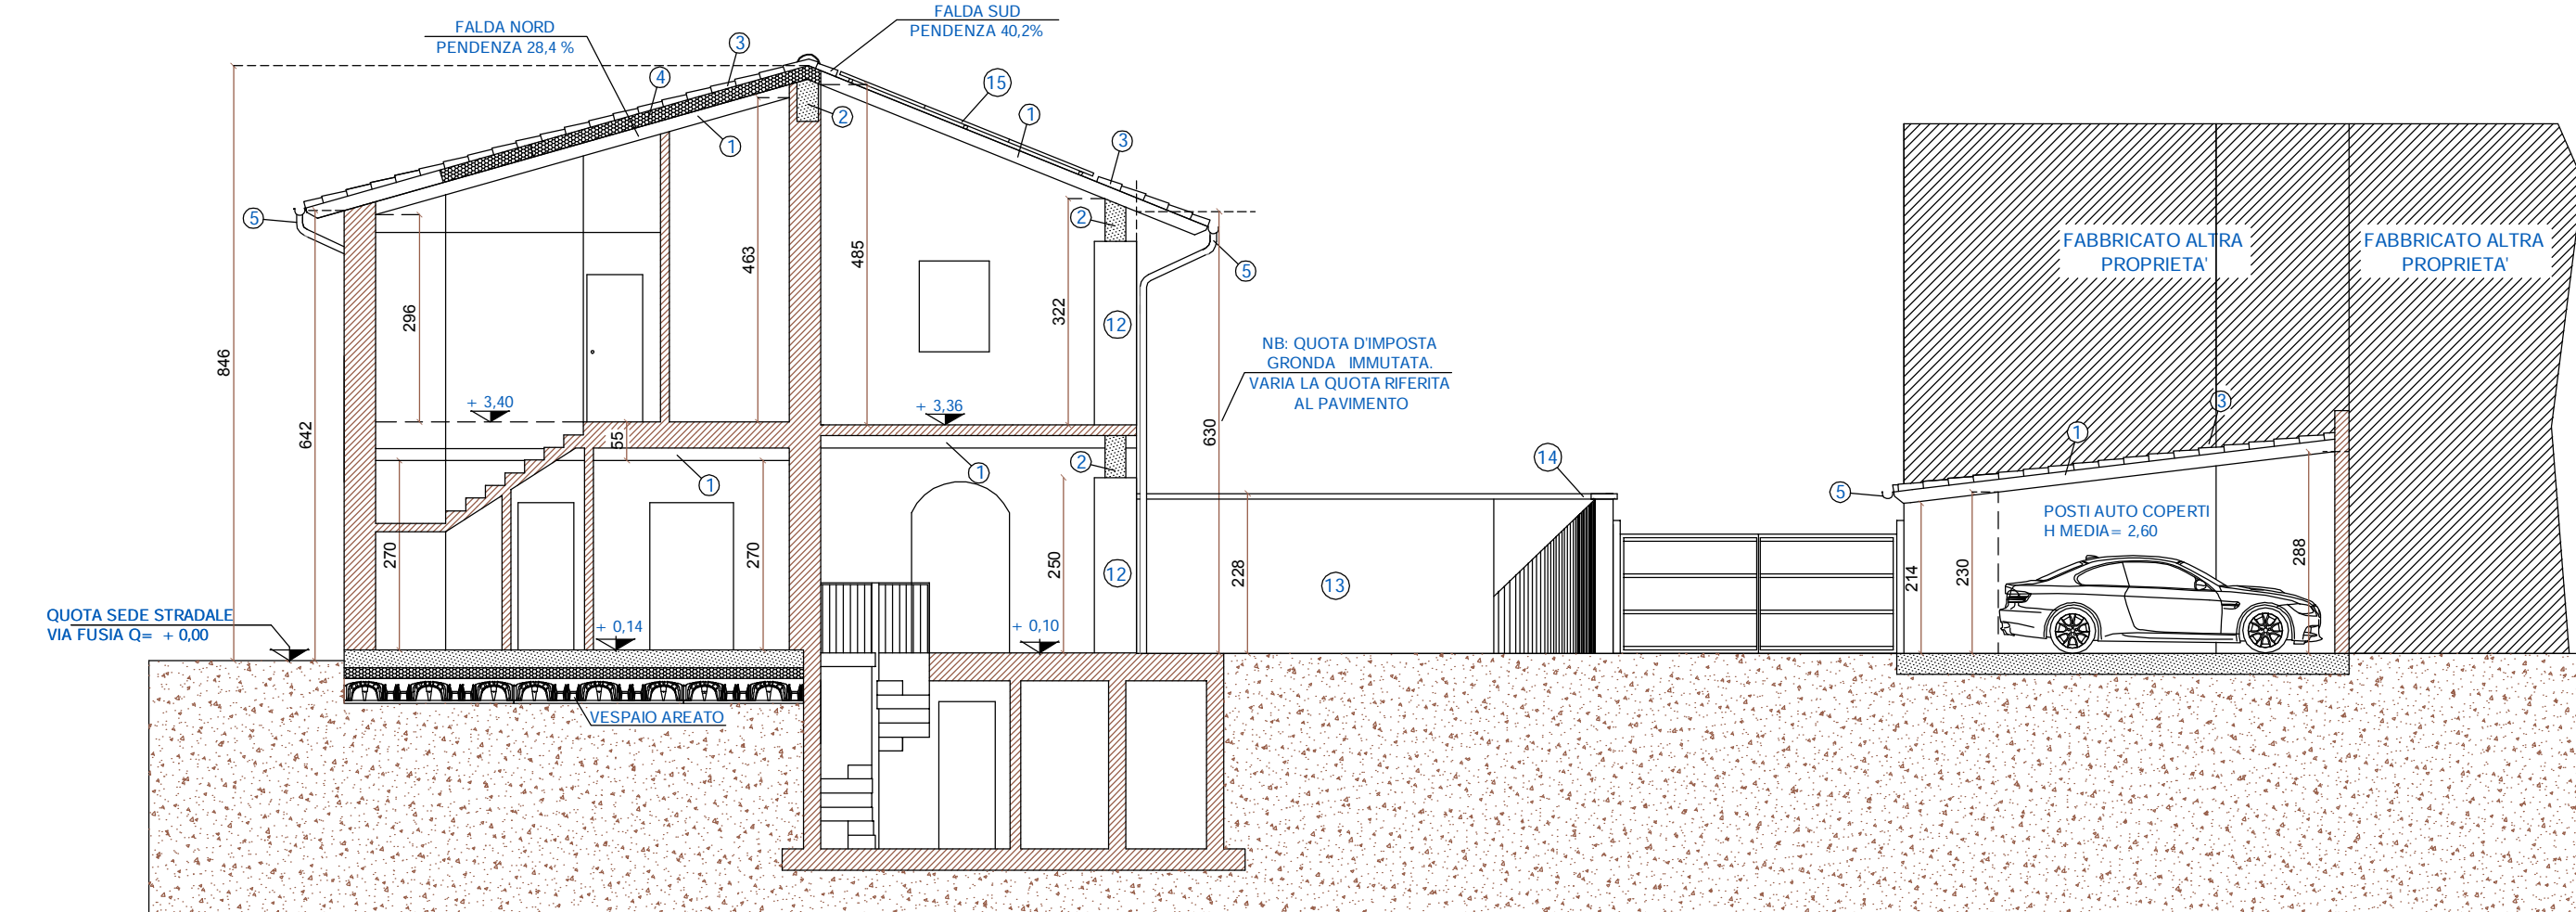 FALDA SUD
PENDENZA 40,2%
FALDA NORD
PENDENZA 28,4 %
3
4
15
2
1
1
3
5
2
5
FABBRICATO ALTRA
PROPRIETA'
FABBRICATO ALTRA
PROPRIETA'
463
485
296
322
12
846
NB: QUOTA D'IMPOSTA
GRONDA IMMUTATA.
VARIA LA QUOTA RIFERITA
AL PAVIMENTO
+ 3,40
+ 3,36
3
642
55
630
1
2
1
1
14
5
POSTI AUTO COPERTI
H MEDIA= 2,60
270
270
250
12
228
13
214
230
288
QUOTA SEDE STRADALE
VIA FUSIA Q= + 0,00
+ 0,14
+ 0,10
VESPAIO AREATO